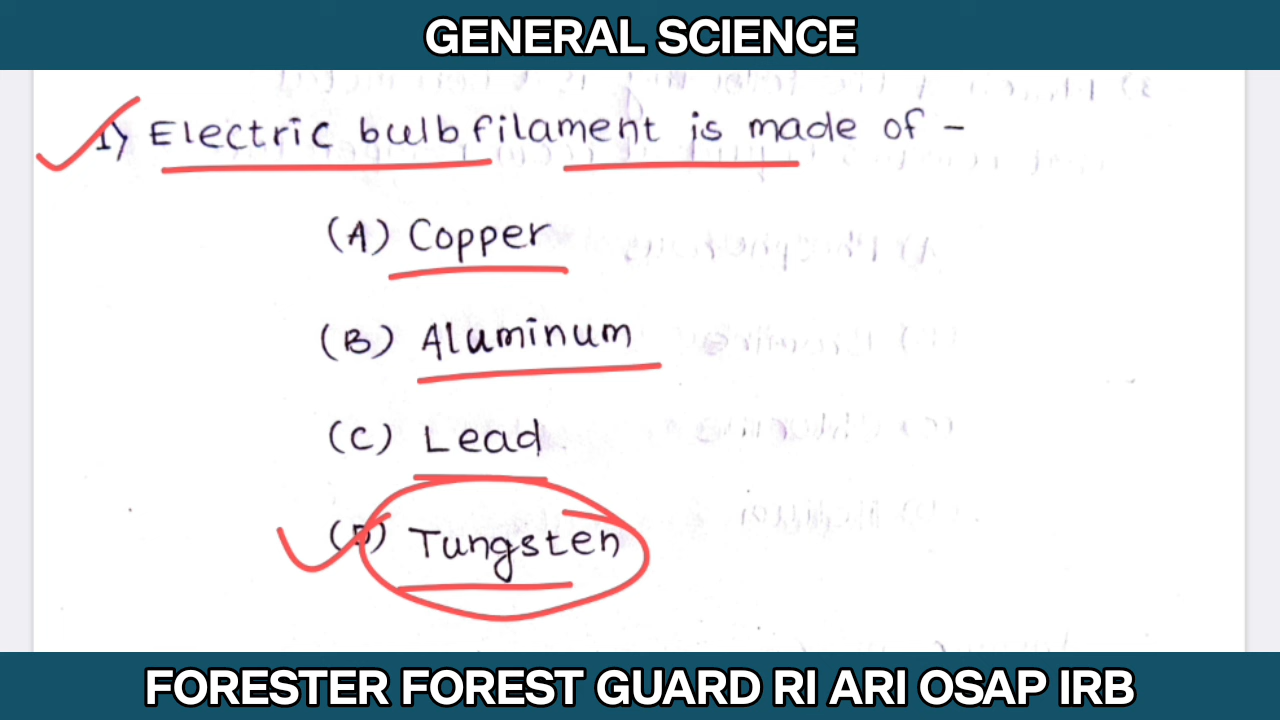 GENERAL SCIENCE
1) Electric bulb filament is made of -
(A) Copper
(B) Aluminum
(C) Lead
(D) Tungsten
FORESTER FOREST GUARD RI ARI OSAP IRB